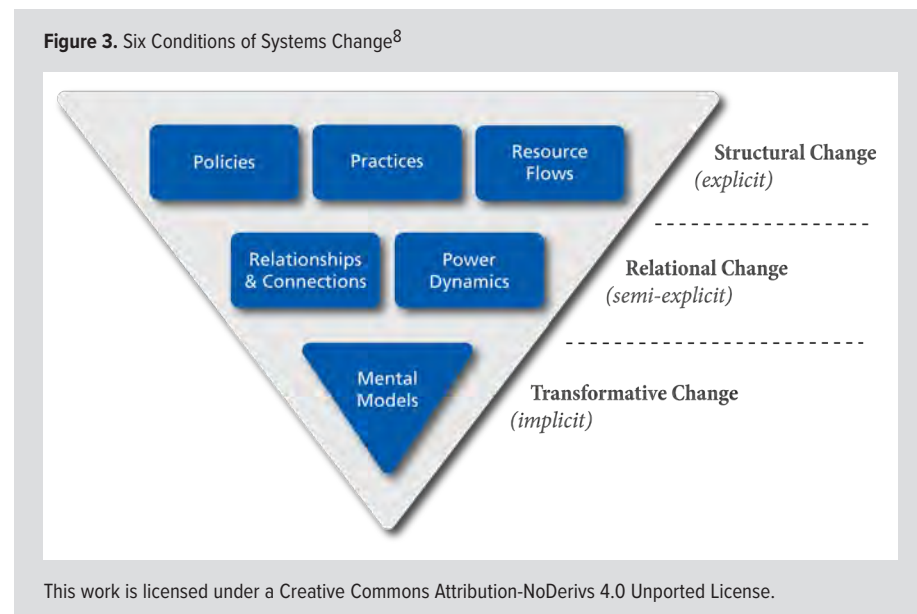 Figure 3. Six Conditions of Systems Change8
Policies
Practices
Resource
Flows
Structural Change
(explicit)
Relationships
& Connections
Power
Dynamics
Relational Change
(semi-explicit)
Mental
Models
Transformative Change
(implicit)
This work is licensed under a Creative Commons Attribution-NoDerivs 4.0 Unported License.